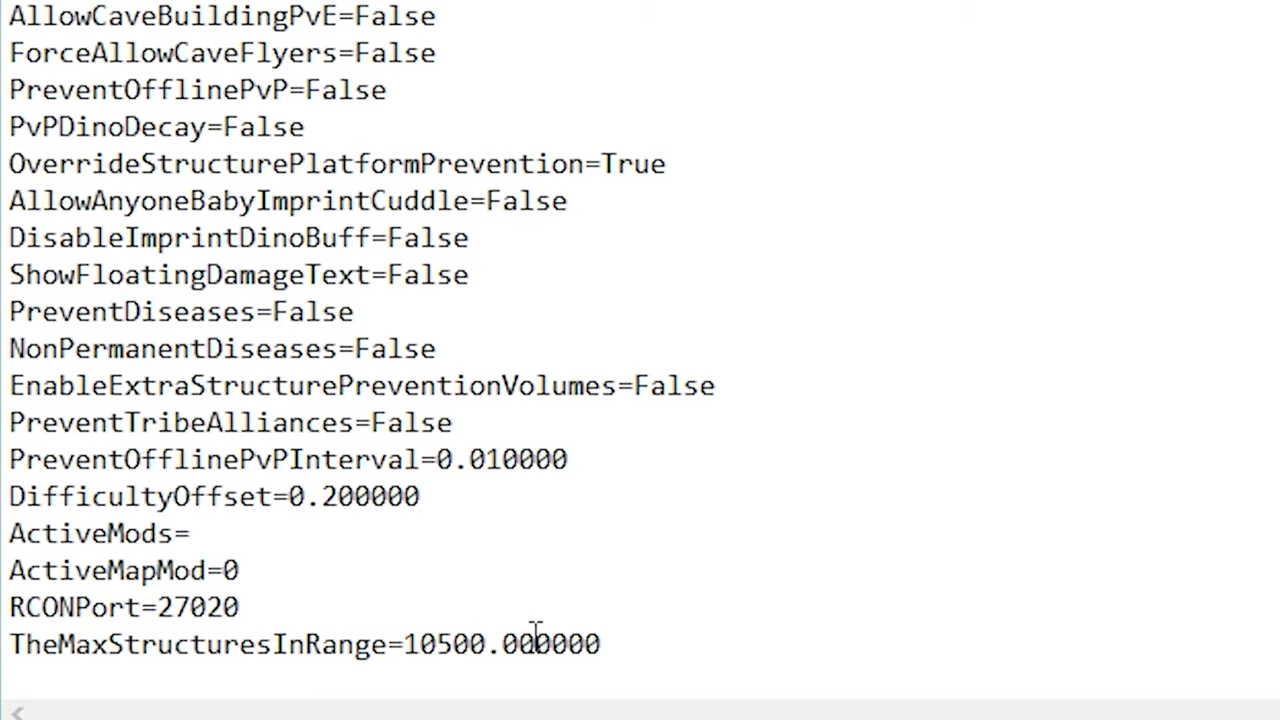 AllowCaveBuildingPvE=False
ForceAllowCaveFlyers=False
PreventOfflinePvP=False
PvPDinoDecay=False
OverrideStructurePlatformPrevention=True
AllowAnyoneBabyImprintCuddle=False
DisableImprintDinoBuff=False
ShowFloatingDamageText=False
PreventDiseases=False
NonPermanentDiseases=False
EnableExtraStructurePreventionVolumes=False
PreventTribeAlliances=False
PreventOfflinePvPInterval=0.010000
DifficultyOffset=0.200000
ActiveMods=
ActiveMapMod=0
RCONPort=27020
TheMaxStructuresInRange=10500.000000